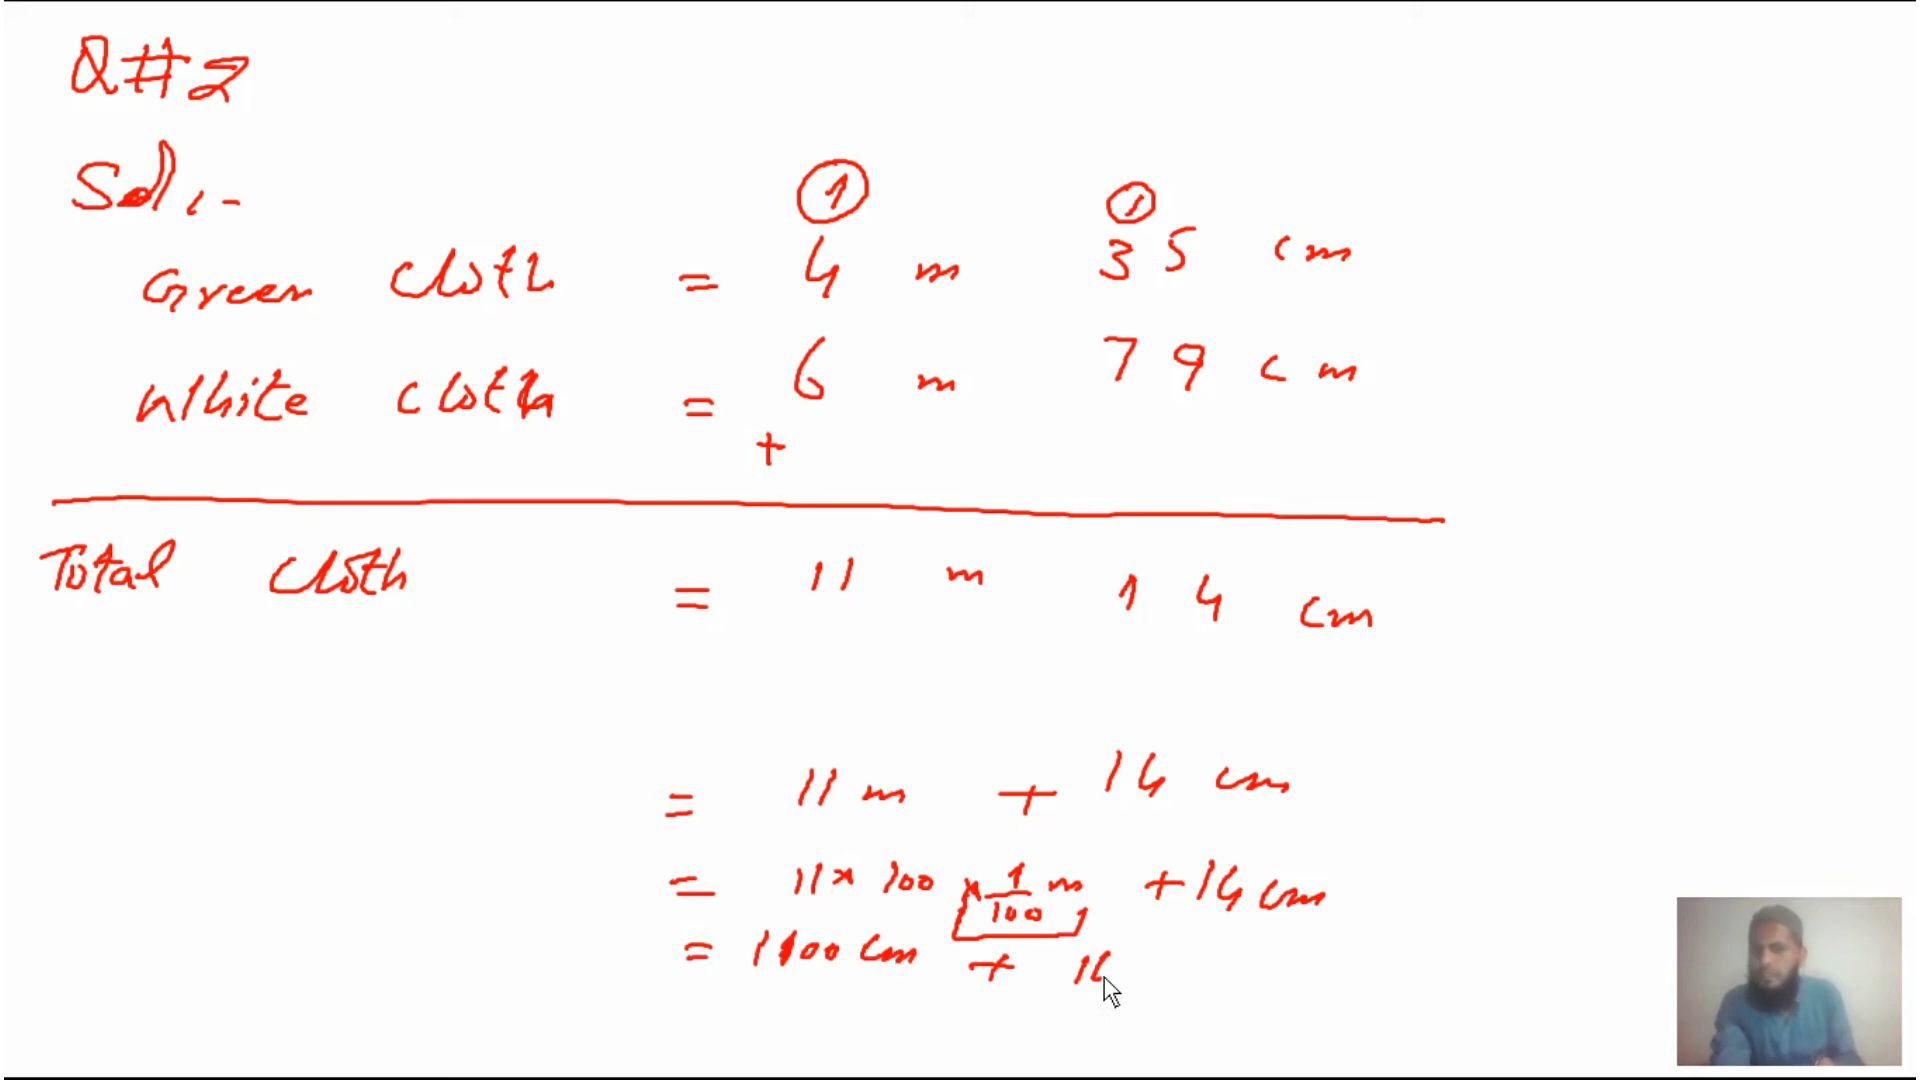 Q#2
Sol:-
① ①
Green cloth = 4 m 35 cm
White cloth = 6 m 79 cm
+
Total cloth = 11 m 14 cm
= 11 m + 14 cm
= 11 × 100 × 1/100 m + 14 cm
= 1100 cm + 14